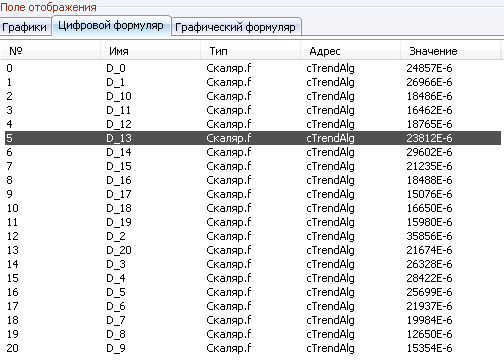 Поле отображения
Графики Цифровой формуляр Графический формуляр
№ Имя Тип Адрес Значение
0 D_0 Скаляр.f cTrendAlg 24857E-6
1 D_1 Скаляр.f cTrendAlg 26966E-6
2 D_10 Скаляр.f cTrendAlg 18486E-6
3 D_11 Скаляр.f cTrendAlg 16462E-6
4 D_12 Скаляр.f cTrendAlg 18765E-6
5 D_13 Скаляр.f cTrendAlg 23812E-6
6 D_14 Скаляр.f cTrendAlg 29602E-6
7 D_15 Скаляр.f cTrendAlg 21235E-6
8 D_16 Скаляр.f cTrendAlg 18488E-6
9 D_17 Скаляр.f cTrendAlg 15076E-6
10 D_18 Скаляр.f cTrendAlg 16650E-6
11 D_19 Скаляр.f cTrendAlg 15980E-6
12 D_2 Скаляр.f cTrendAlg 35856E-6
13 D_20 Скаляр.f cTrendAlg 21674E-6
14 D_3 Скаляр.f cTrendAlg 26328E-6
15 D_4 Скаляр.f cTrendAlg 28422E-6
16 D_5 Скаляр.f cTrendAlg 25699E-6
17 D_6 Скаляр.f cTrendAlg 21937E-6
18 D_7 Скаляр.f cTrendAlg 19984E-6
19 D_8 Скаляр.f cTrendAlg 12650E-6
20 D_9 Скаляр.f cTrendAlg 15354E-6